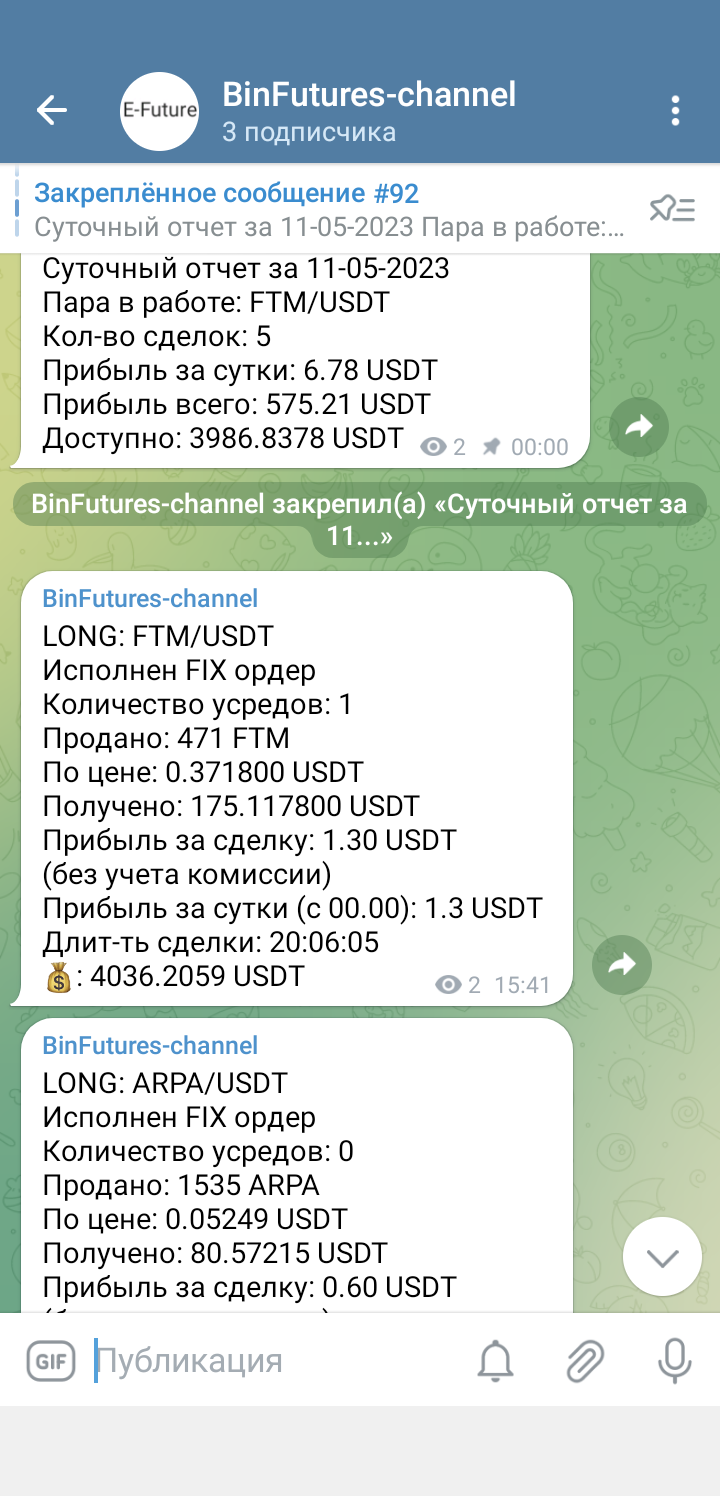 E-Future
BinFutures-channel
3 подписчика
Закреплённое сообщение #92
Суточный отчет за 11-05-2023 Пара в работе:...
Суточный отчет за 11-05-2023
Пара в работе: FTM/USDT
Кол-во сделок: 5
Прибыль за сутки: 6.78 USDT
Прибыль всего: 575.21 USDT
Доступно: 3986.8378 USDT 2 00:00
BinFutures-channel закрепил(а) «Суточный отчет за
11...»
BinFutures-channel
LONG: FTM/USDT
Исполнен FIX ордер
Количество усредов: 1
Продано: 471 FTM
По цене: 0.371800 USDT
Получено: 175.117800 USDT
Прибыль за сделку: 1.30 USDT
(без учета комиссии)
Прибыль за сутки (с 00.00): 1.3 USDT
Длит-ть сделки: 20:06:05
💰: 4036.2059 USDT 2 15:41
BinFutures-channel
LONG: ARPA/USDT
Исполнен FIX ордер
Количество усредов: 0
Продано: 1535 ARPA
По цене: 0.05249 USDT
Получено: 80.57215 USDT
Прибыль за сделку: 0.60 USDT
GIF Публикация